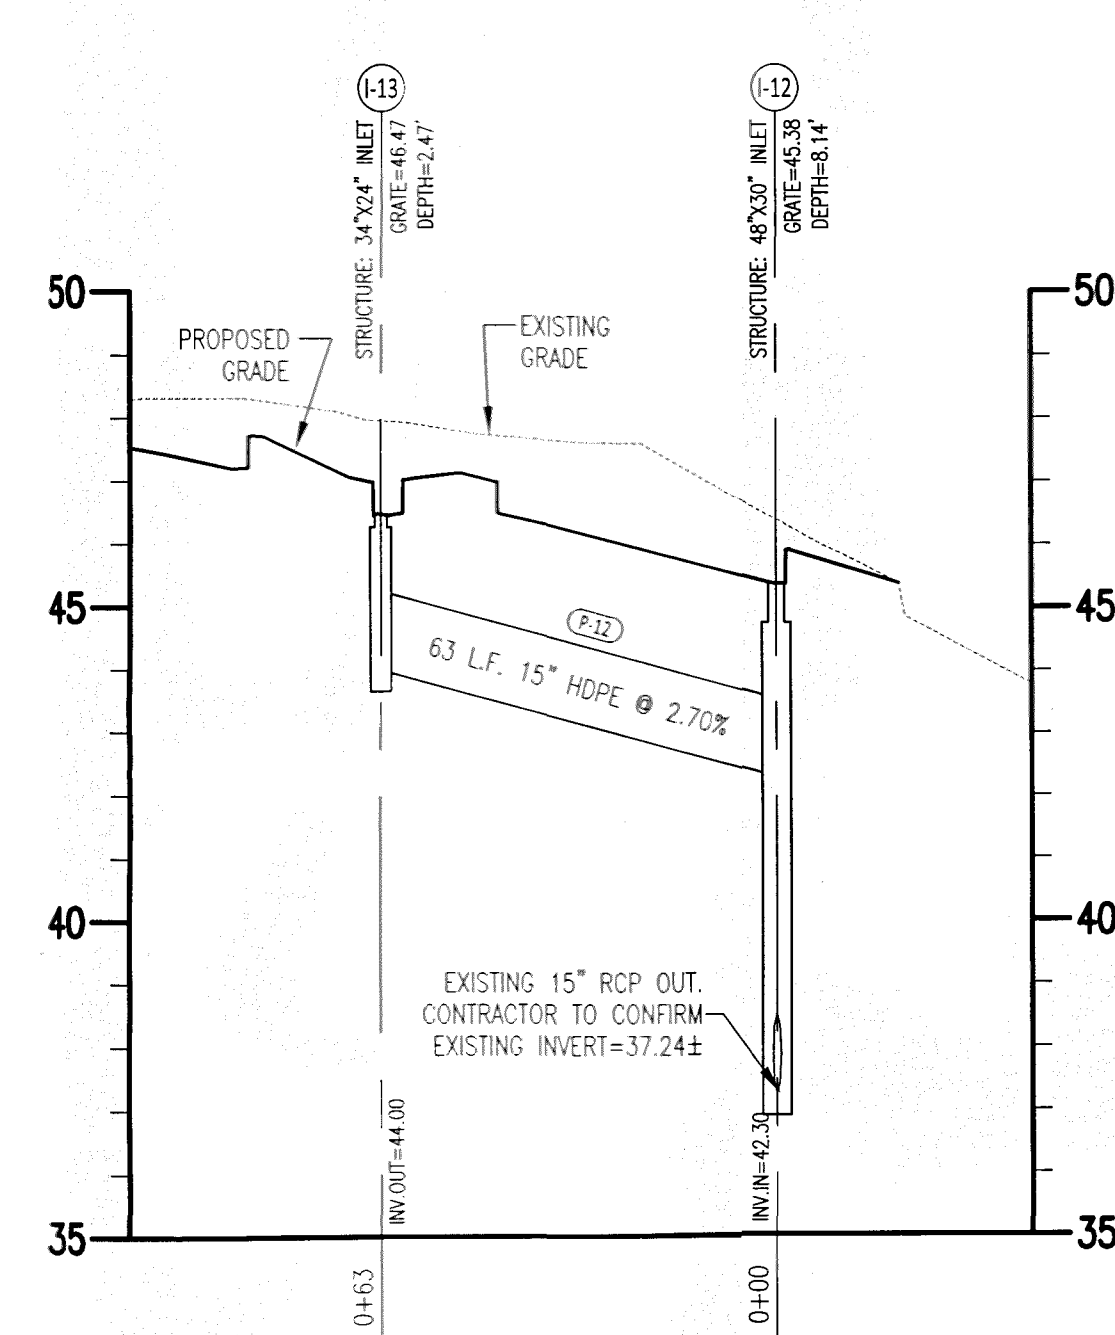 I-13
I-12
STRUCTURE: 34"X24" INLET
GRATE=46.47
DEPTH=2.47'
STRUCTURE: 48"X30" INLET
GRATE=45.38
DEPTH=8.14'
50
50
PROPOSED
GRADE
EXISTING
GRADE
45
45
P-12
63 L.F. 15" HDPE @ 2.70%
40
40
EXISTING 15" RCP OUT.
CONTRACTOR TO CONFIRM
EXISTING INVERT=37.24±
INV.OUT=44.00
INV.IN=42.30
35
35
0+63
0+00